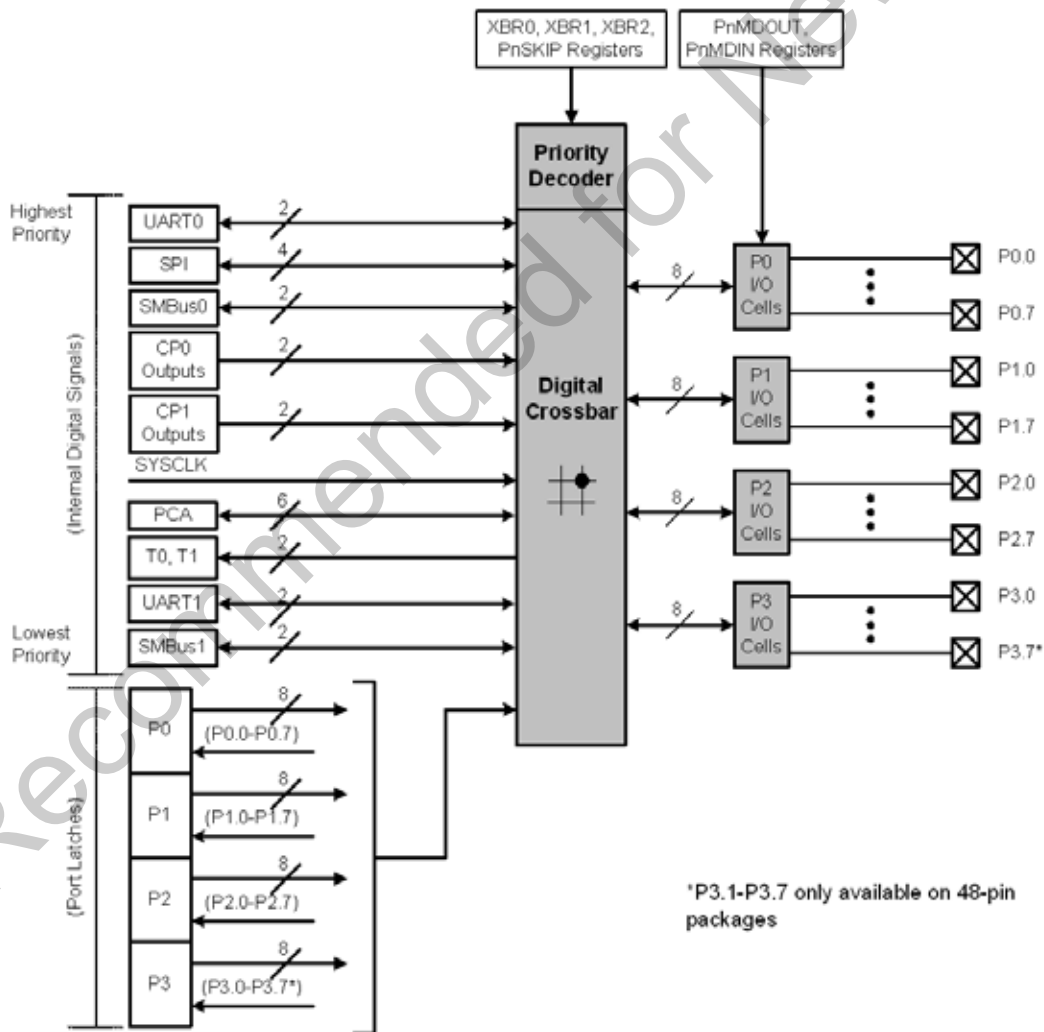 XBR0, XBR1, XBR2,
PnSKIP Registers
PnMDOUT,
PnMDIN Registers
Priority
Decoder
Highest
Priority
UART0
2
SPI
4
SMBus0
2
CP0
Outputs
2
CP1
Outputs
2
SYSCLK
PCA
6
T0, T1
2
UART1
2
SMBus1
2
Lowest
Priority
(Internal Digital Signals)
Digital
Crossbar
8
P0
I/O
Cells
P0.0
P0.7
8
P1
I/O
Cells
P1.0
P1.7
8
P2
I/O
Cells
P2.0
P2.7
8
P3
I/O
Cells
P3.0
P3.7*
(Port Latches)
P0
8
(P0.0-P0.7)
P1
8
(P1.0-P1.7)
P2
8
(P2.0-P2.7)
P3
8
(P3.0-P3.7*)
*P3.1-P3.7 only available on 48-pin
packages
Recommended for New